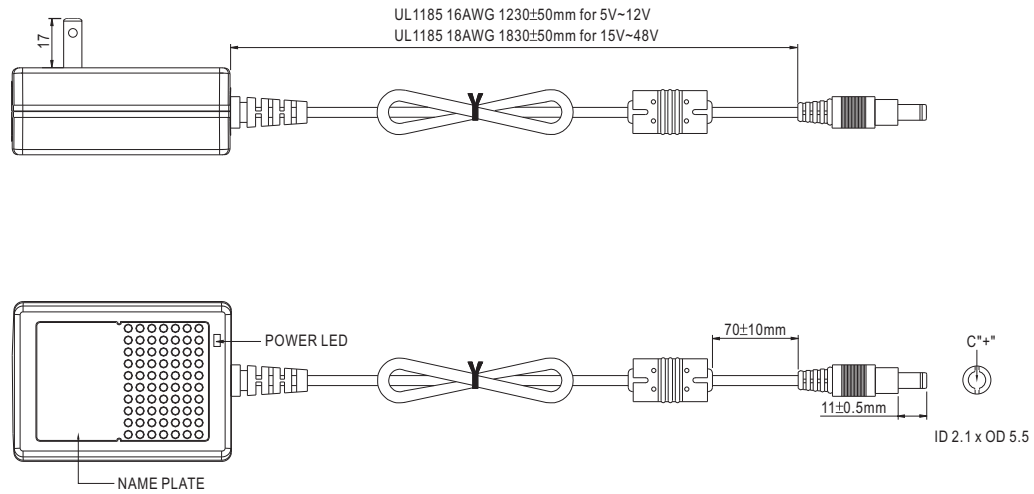 UL1185 16AWG 1230±50mm for 5V~12V
UL1185 18AWG 1830±50mm for 15V~48V
17
POWER LED
70±10mm
C"+"
11±0.5mm
ID 2.1 x OD 5.5
NAME PLATE